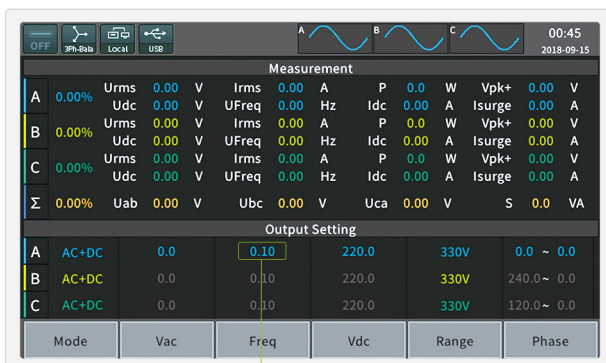 A B C 00:45
OFF 3Ph-Bala Local USB 2018-09-15
Measurement
A 0.00% Urms 0.00 V Irms 0.00 A P 0.0 W Vpk+ 0.00 V
Udc 0.00 V UFreq 0.00 Hz Idc 0.00 A Isurge 0.00 A
B 0.00% Urms 0.00 V Irms 0.00 A P 0.0 W Vpk+ 0.00 V
Udc 0.00 V UFreq 0.00 Hz Idc 0.00 A Isurge 0.00 A
C 0.00% Urms 0.00 V Irms 0.00 A P 0.0 W Vpk+ 0.00 V
Udc 0.00 V UFreq 0.00 Hz Idc 0.00 A Isurge 0.00 A
Σ 0.00% Uab 0.00 V Ubc 0.00 V Uca 0.00 V S 0.0 VA
Output Setting
A AC+DC 0.0 0.10 220.0 330V 0.0 ~ 0.0
B AC+DC 0.0 0.10 220.0 330V 240.0~ 0.0
C AC+DC 0.0 0.10 220.0 330V 120.0~ 0.0
Mode Vac Freq Vdc Range Phase